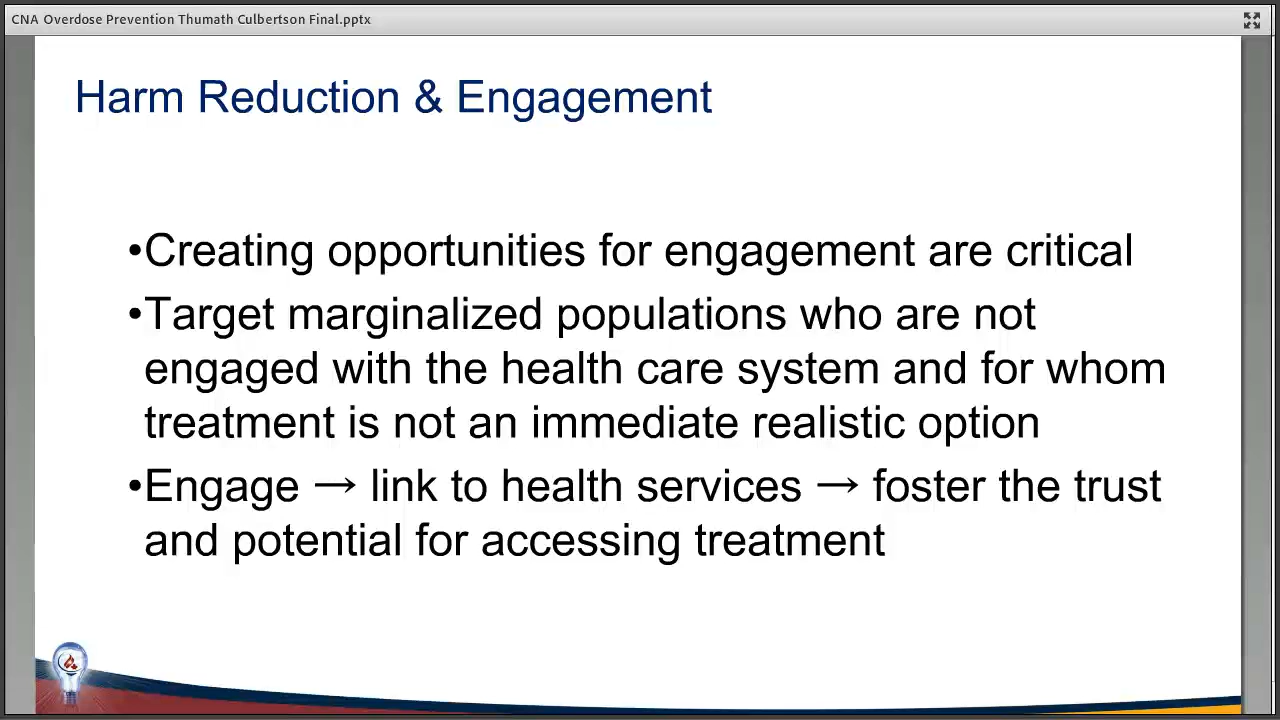 CNA Overdose Prevention Thumath Culbertson Final.pptx
Harm Reduction & Engagement
•Creating opportunities for engagement are critical
•Target marginalized populations who are not
engaged with the health care system and for whom
treatment is not an immediate realistic option
•Engage → link to health services → foster the trust
and potential for accessing treatment